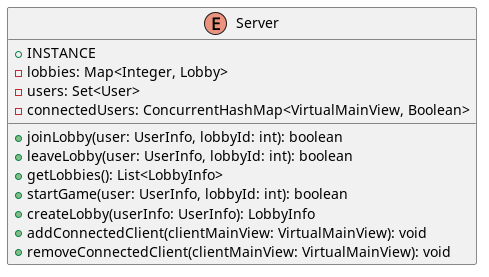 E Server
INSTANCE
lobbies: Map<Integer, Lobby>
users: Set<User>
connectedUsers: ConcurrentHashMap<VirtualMainView, Boolean>
joinLobby(user: UserInfo, lobbyId: int): boolean
leaveLobby(user: UserInfo, lobbyId: int): boolean
getLobbies(): List<LobbyInfo>
startGame(user: UserInfo, lobbyId: int): boolean
createLobby(userInfo: UserInfo): LobbyInfo
addConnectedClient(clientMainView: VirtualMainView): void
removeConnectedClient(clientMainView: VirtualMainView): void